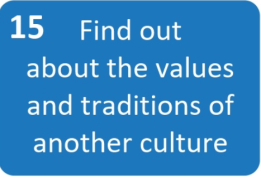 15 Find out
about the values
and traditions of
another culture